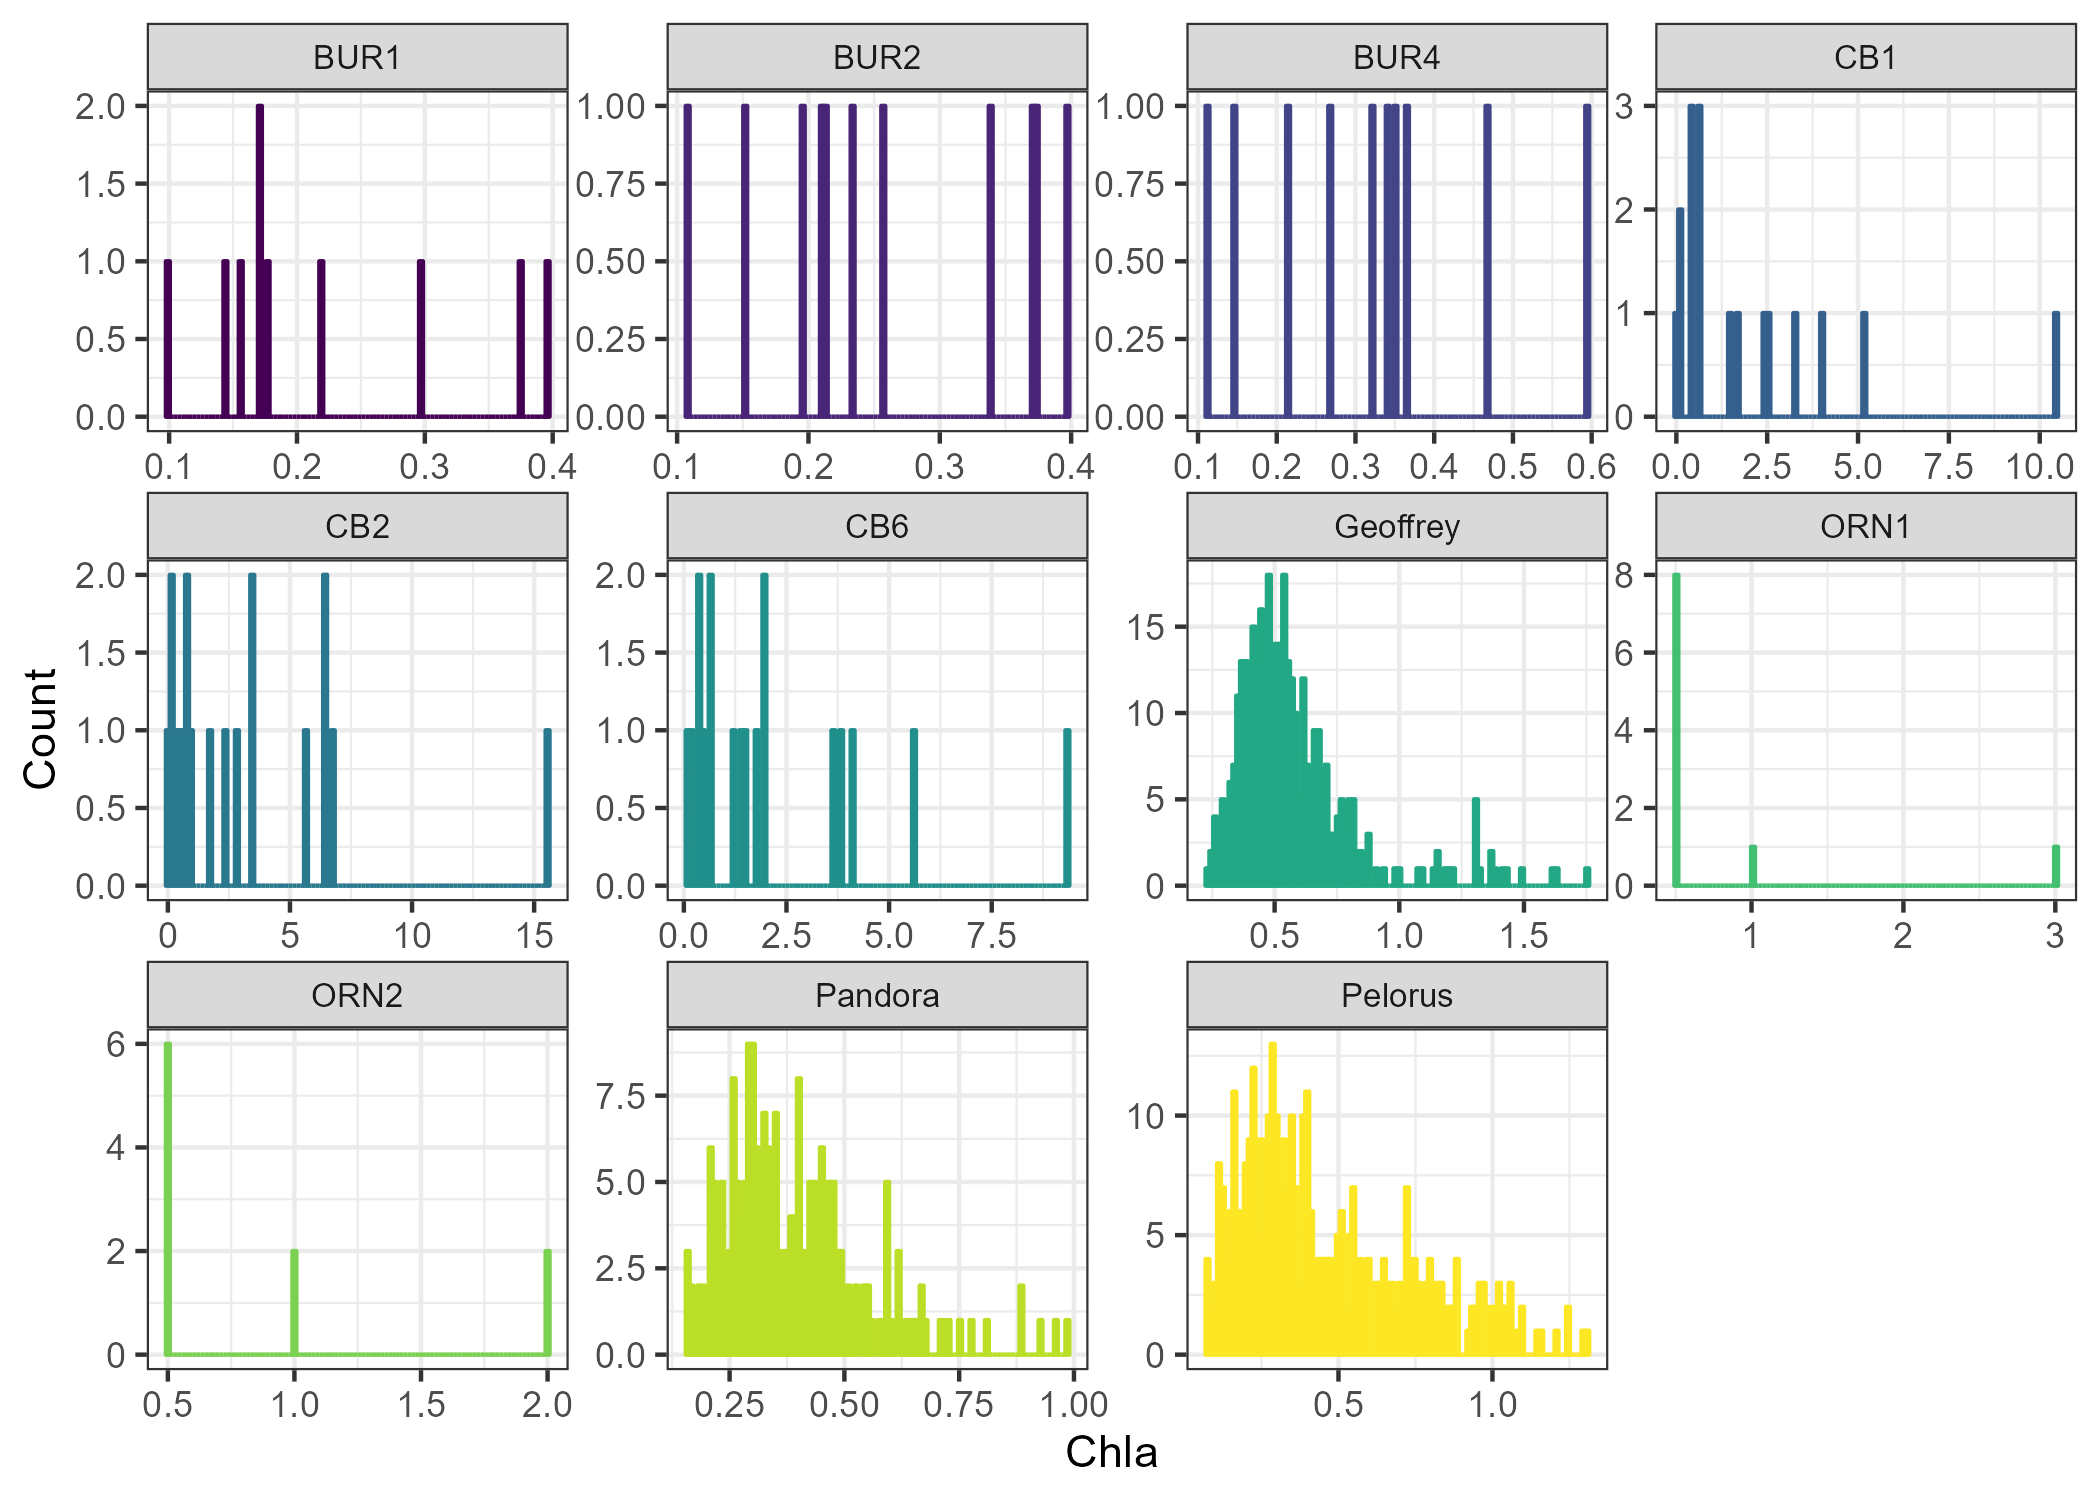 BUR1 BUR2 BUR4 CB1
2.0 1.00 1.00 3
1.5 0.75 0.75 2
1.0 0.50 0.50 1
0.5 0.25 0.25
0.0 0.00 0.00 0
0.1 0.2 0.3 0.4 0.1 0.2 0.3 0.4 0.1 0.2 0.3 0.4 0.5 0.6 0.0 2.5 5.0 7.5 10.0
CB2 CB6 Geoffrey ORN1
2.0 2.0 15 8
1.5 1.5 10 6
1.0 1.0 5 4
0.5 0.5 2
0.0 0.0 0 0
0 5 10 15 0.0 2.5 5.0 7.5 0.5 1.0 1.5 1 2 3
Count
ORN2 Pandora Pelorus
6 7.5 10
4 5.0 5
2 2.5
0 0.0 0
0.5 1.0 1.5 2.0 0.25 0.50 0.75 1.00 0.5 1.0
Chla